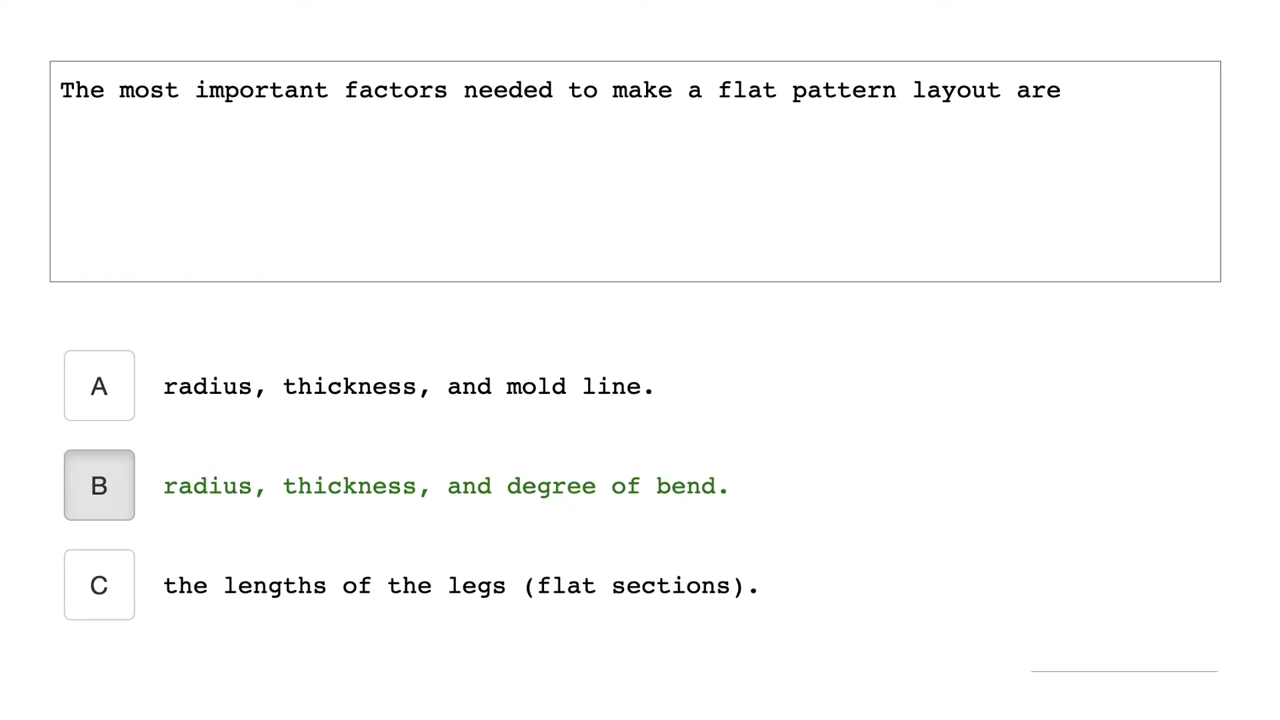 The most important factors needed to make a flat pattern layout are
A radius, thickness, and mold line.
B radius, thickness, and degree of bend.
C the lengths of the legs (flat sections).